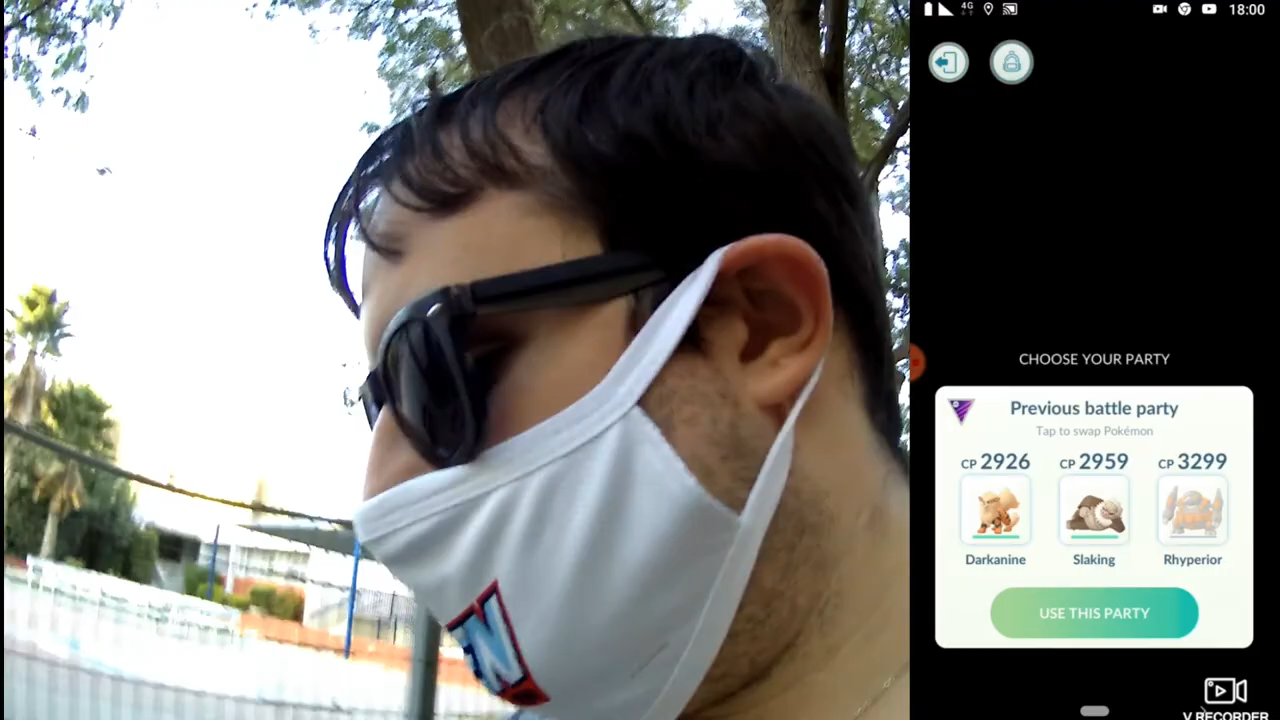 N
4G
18:00
CHOOSE YOUR PARTY
Previous battle party
Tap to swap Pokémon
CP 2926
CP 2959
CP 3299
Darkanine
Slaking
Rhyperior
USE THIS PARTY
V RECORDER